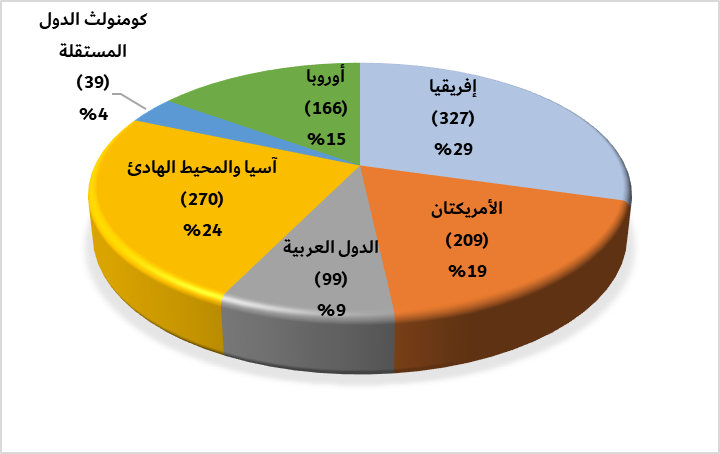 كومنولث الدول
المستقلة
(39)
%4
أوروبا
(166)
%15
إفريقيا
(327)
%29
آسيا والمحيط الهادئ
(270)
%24
الأمريكتان
(209)
%19
الدول العربية
(99)
%9